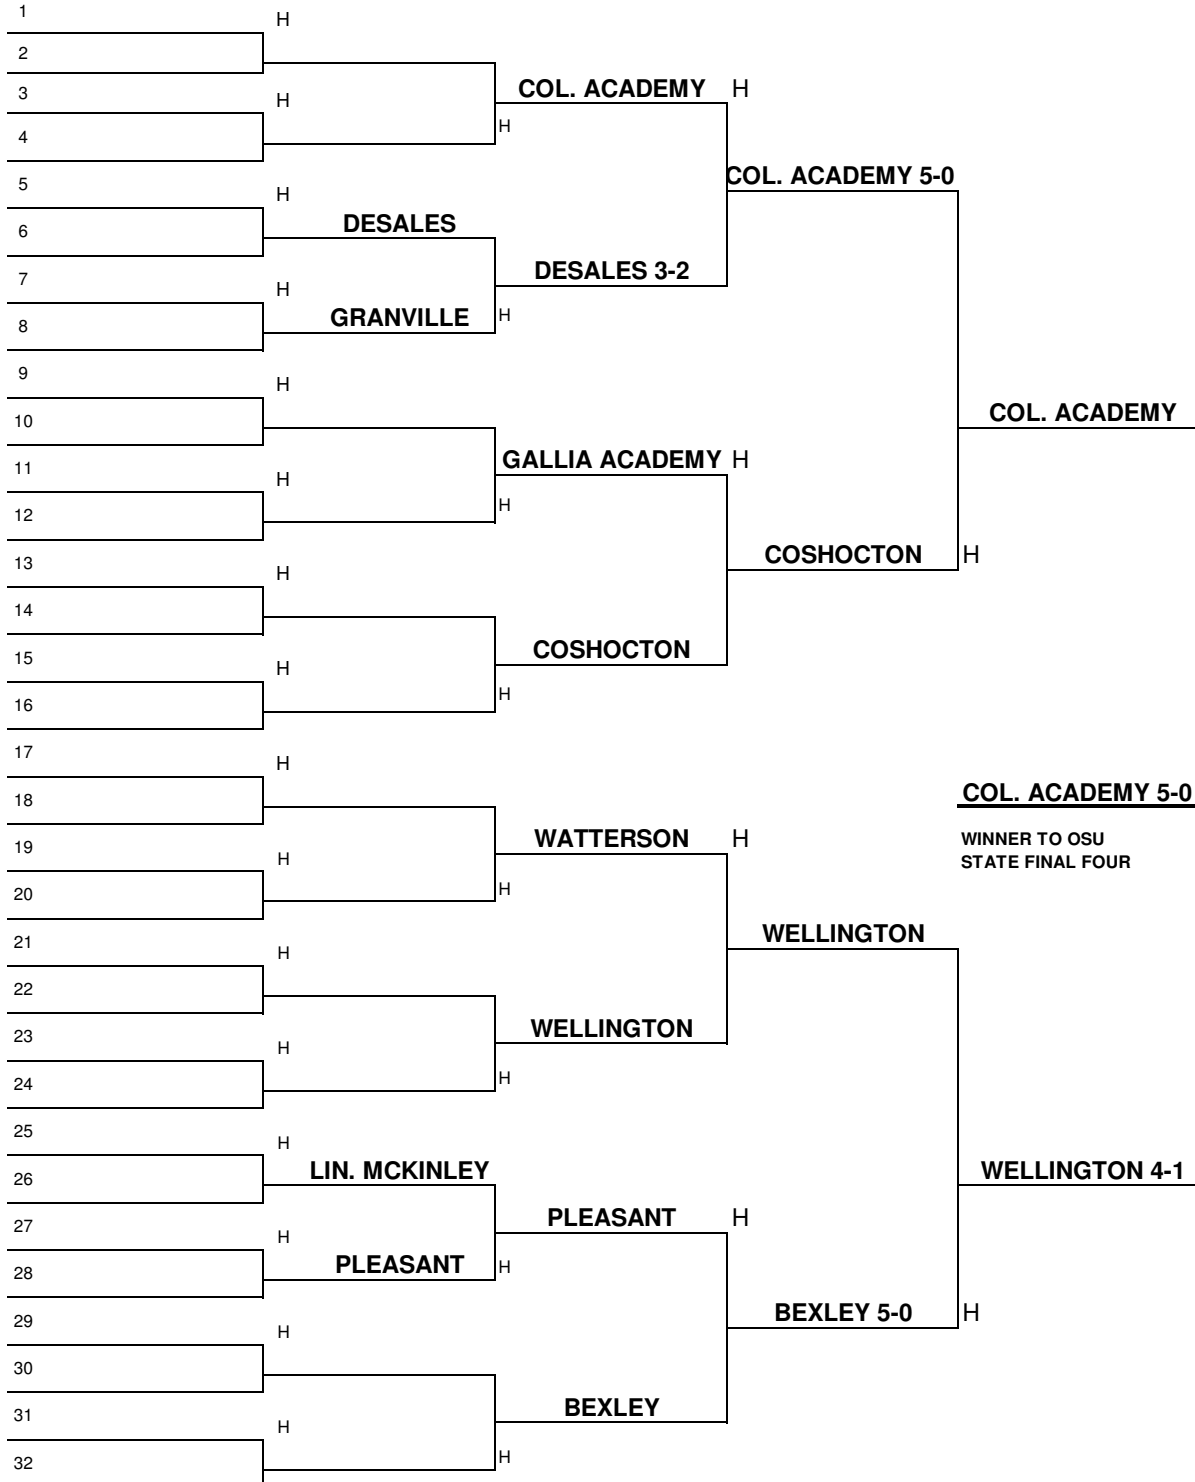 1
H
2
3
H
COL. ACADEMY H
4
H
5
H
COL. ACADEMY 5-0
6
DESALES
7
H
DESALES 3-2
8
GRANVILLE
H
9
H
10
COL. ACADEMY
11
H
GALLIA ACADEMY H
12
H
13
H
COSHOCTON H
14
15
H
COSHOCTON
16
H
17
H
18
COL. ACADEMY 5-0
19
H
WATTERSON H
WINNER TO OSU
STATE FINAL FOUR
20
H
21
H
WELLINGTON
22
23
H
WELLINGTON
24
H
25
H
26
LIN. MCKINLEY
WELLINGTON 4-1
27
H
PLEASANT H
28
PLEASANT
H
29
H
BEXLEY 5-0 H
30
31
H
BEXLEY
32
H